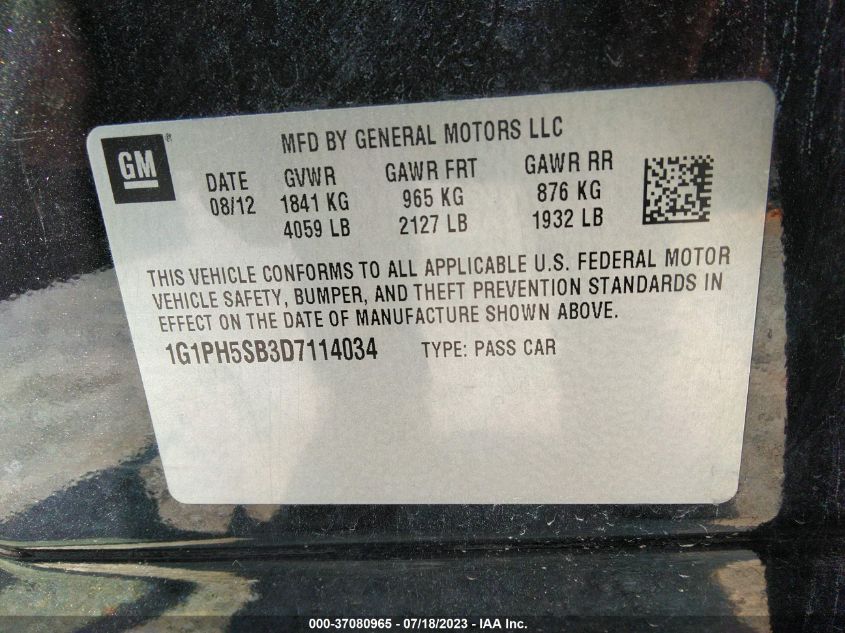 GM®
MFD BY GENERAL MOTORS LLC
DATE GVWR GAWR FRT GAWR RR
08/12 1841 KG 965 KG 876 KG
4059 LB 2127 LB 1932 LB
THIS VEHICLE CONFORMS TO ALL APPLICABLE U.S. FEDERAL MOTOR
VEHICLE SAFETY, BUMPER, AND THEFT PREVENTION STANDARDS IN
EFFECT ON THE DATE OF MANUFACTURE SHOWN ABOVE.
1G1PH5SB3D7114034 TYPE: PASS CAR
000-37080965 - 07/18/2023 - IAA Inc.